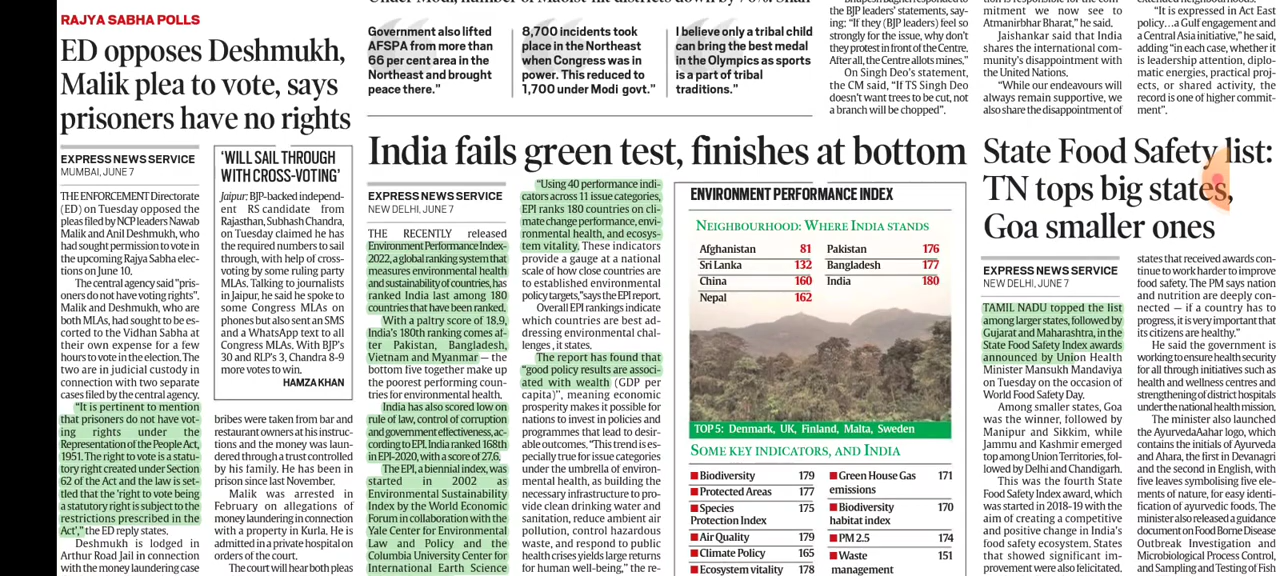 RAJYA SABHA POLLS
ED opposes Deshmukh,
Malik plea to vote, says
prisoners have no rights
EXPRESS NEWS SERVICE
MUMBAI, JUNE 7
THE ENFORCEMENT Directorate
(ED) on Tuesday opposed the
pleas filed by NCP leaders Nawab
Malik and Anil Deshmukh, who
had sought permission to vote in
the upcoming Rajya Sabha elec-
tions on June 10.
The central agency said "pris-
oners do not have voting rights".
Malik and Deshmukh, who are
both MLAs, had sought to be es-
corted to the Vidhan Sabha at
their own expense for a few
hours to vote in the election. The
two are in judicial custody in
connection with two separate
cases filed by the central agency.
"It is pertinent to mention
that prisoners do not have vot-
ing rights under the
Representation of the People Act,
1951. The right to vote is a statu-
tory right created under Section
62 of the Act and the law is set-
tled that the 'right to vote being
a statutory right is subject to the
restrictions prescribed in the
Act'," the ED reply states.
Deshmukh is lodged in
Arthur Road Jail in connection
with the money laundering case
'WILL SAIL THROUGH
WITH CROSS-VOTING'
Jaipur: BJP-backed independ-
ent RS candidate from
Rajasthan, Subhash Chandra,
on Tuesday claimed he has
the required numbers to sail
through, with help of cross-
voting by some ruling party
MLAs. Talking to journalists
in Jaipur, he said he spoke to
some Congress MLAs on
phones but also sent an SMS
and a WhatsApp text to all
Congress MLAs. With BJP's
30 and RLP's 3, Chandra 8-9
more votes to win.
HAMZA KHAN
bribes were taken from bar and
restaurant owners at his instruc-
tions and the money was laun-
dered through a trust controlled
by his family. He has been in
prison since last November.
Malik was arrested in
February on allegations of
money laundering in connection
with a property in Kurla. He is
admitted in a private hospital on
orders of the court.
The court will hear both pleas
Government also lifted
AFSPA from more than
66 per cent area in the
Northeast and brought
peace there."
8,700 incidents took
place in the Northeast
when Congress was in
power. This reduced to
1,700 under Modi govt."
I believe only a tribal child
can bring the best medal
in the Olympics as sports
is a part of tribal
traditions."
the BJP leaders' statements, say-
ing: "If they (BJP leaders) feel so
strongly for the issue, why don't
they protest in front of the Centre.
After all, the Centre allots mines,"
On Singh Deo's statement,
the CM said, "If TS Singh Deo
doesn't want trees to be cut, not
a branch will be chopped".
mitment we now see to
Atmanirbhar Bharat," he said.
Jaishankar said that India
shares the international com-
munity's disappointment with
the United Nations.
"While our endeavours will
always remain supportive, we
also share the disappointment of
"It is expressed in Act East
policy...a Gulf engagement and
a Central Asia initiative," he said,
adding "in each case, whether it
is leadership attention, diplo-
matic energies, practical proj-
ects, or shared activity, the
record is one of higher commit-
ment".
India fails green test, finishes at bottom
EXPRESS NEWS SERVICE
NEW DELHI, JUNE 7
THE RECENTLY released
Environment Performance Index-
2022, a global ranking system that
measures environmental health
and sustainability of countries, has
ranked India last among 180
countries that have been ranked.
With a paltry score of 18.9,
India's 180th ranking comes af-
ter Pakistan, Bangladesh,
Vietnam and Myanmar — the
bottom five together make up
the poorest performing coun-
tries for environmental health.
India has also scored low on
rule of law, control of corruption
and government effectiveness, ac-
cording to EPI. India ranked 168th
in EPI-2020, with a score of 27.6.
The EPI, a biennial index, was
started in 2002 as
Environmental Sustainability
Index by the World Economic
Forum in collaboration with the
Yale Center for Environmental
Law and Policy and the
Columbia University Center for
International Earth Science
"Using 40 performance indi-
cators across 11 issue categories,
EPI ranks 180 countries on cli-
mate change performance, envi-
ronmental health, and ecosys-
tem vitality. These indicators
provide a gauge at a national
scale of how close countries are
to established environmental
policy targets," says the EPI report.
Overall EPI rankings indicate
which countries are best ad-
dressing environmental chal-
lenges , it states.
The report has found that
"good policy results are associ-
ated with wealth (GDP per
capita)", meaning economic
prosperity makes it possible for
nations to invest in policies and
programmes that lead to desir-
able outcomes. "This trend is es-
pecially true for issue categories
under the umbrella of environ-
mental health, as building the
necessary infrastructure to pro-
vide clean drinking water and
sanitation, reduce ambient air
pollution, control hazardous
waste, and respond to public
health crises yields large returns
for human well-being," the re-
ENVIRONMENT PERFORMANCE INDEX
NEIGHBOURHOOD: WHERE INDIA STANDS
Afghanistan 81
Sri Lanka 132
China 160
Nepal 162
Pakistan 176
Bangladesh 177
India 180
TOP 5: Denmark, UK, Finland, Malta, Sweden
SOME KEY INDICATORS, AND INDIA
Biodiversity 179
Protected Areas 177
Species 175
Protection Index
Air Quality 179
Climate Policy 165
Ecosystem vitality 178
Green House Gas 171
emissions
Biodiversity 170
habitat index
PM 2.5 174
Waste 151
management
State Food Safety list:
TN tops big states,
Goa smaller ones
EXPRESS NEWS SERVICE
NEW DELHI, JUNE 7
TAMIL NADU topped the list
among larger states, followed by
Gujarat and Maharashtra, in the
State Food Safety Index awards
announced by Union Health
Minister Mansukh Mandaviya
on Tuesday on the occasion of
World Food Safety Day.
Among smaller states, Goa
was the winner, followed by
Manipur and Sikkim, while
Jammu and Kashmir emerged
top among Union Territories, fol-
lowed by Delhi and Chandigarh.
This was the fourth State
Food Safety Index award, which
was started in 2018-19 with the
aim of creating a competitive
and positive change in India's
food safety ecosystem. States
that showed significant im-
provement were also felicitated.
states that received awards con-
tinue to work harder to improve
food safety. The PM says nation
and nutrition are deeply con-
nected — if a country has to
progress, it is very important that
its citizens are healthy."
He said the government is
working to ensure health security
for all through initiatives such as
health and wellness centres and
strengthening of district hospitals
under the national health mission.
The minister also launched
the AyurvedaAahar logo, which
contains the initials of Ayurveda
and Ahara, the first in Devanagri
and the second in English, with
five leaves symbolising five ele-
ments of nature, for easy identi-
fication of ayurvedic foods. The
minister also released a guidance
document on Food Borne Disease
Outbreak Investigation and
Microbiological Process Control,
and Sampling and Testing of Fish